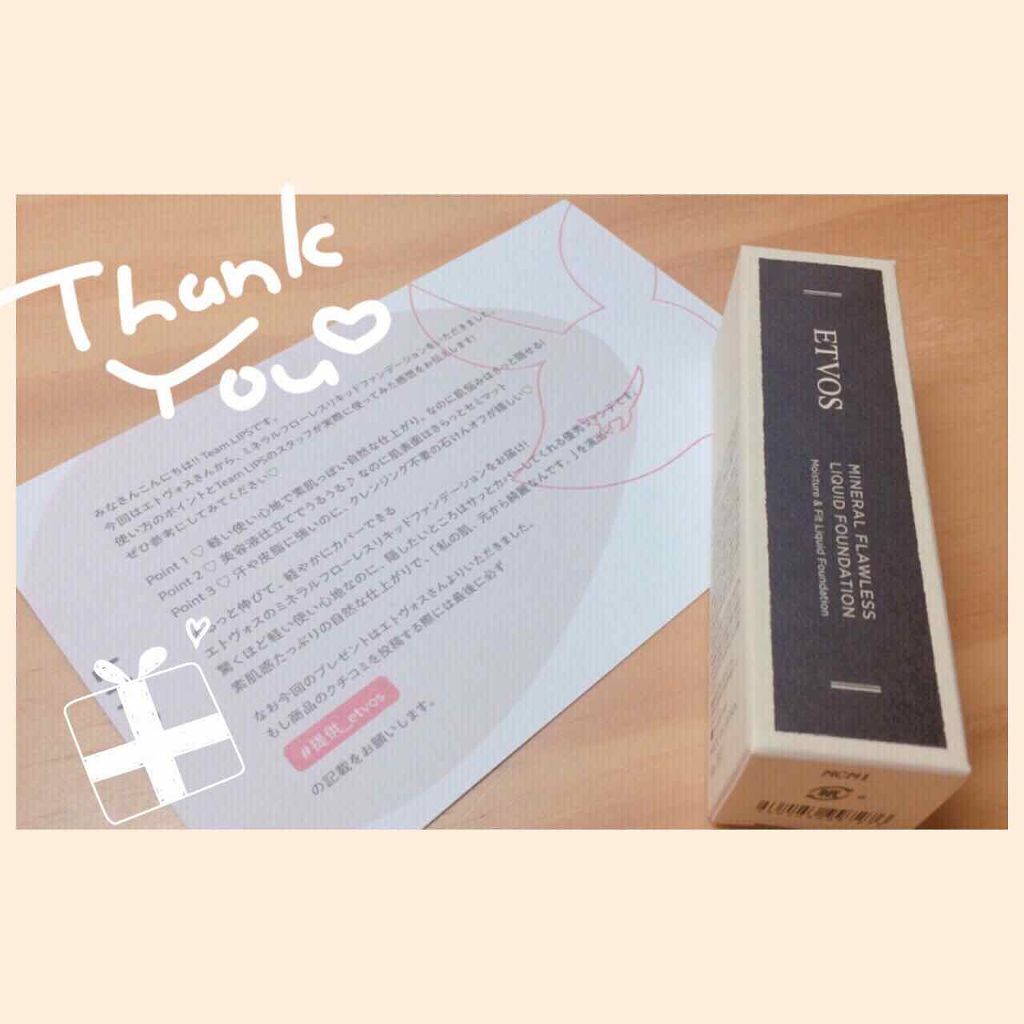 Thank
You
みなさんこんにちは!! Team LIPSです。
今回はエトヴォスさんから、ミネラルフローレスリキッドファンデーションをいただきました。
使い方のポイントとTeam LIPSのスタッフが実際に使ってみた感想をお伝えします!
ぜひ参考にしてみてください♡
Point 1 ♡ 軽い使い心地で素肌っぽい自然な仕上がり。なのに肌悩みはきっと隠せる!
Point 2 ♡ 美容液仕立てでうるうる♪ なのに肌表面はさらっとセミマット
Point 3 ♡ 汗や皮脂に強いのに、クレンジング不要の石けんオフが嬉しい♡
っと伸びて、軽やかにカバーできる
エトヴォスのミネラルフローレスリキッドファンデーションをお届け!!
驚くほど軽い使い心地なのに、隠したいところはサッとカバーしてくれる優秀
素肌感たっぷりの自然な仕上がりで、「私の肌、元から綺麗なんです。」を演出
なお今回のプレゼントはエトヴォスさんよりいただきました。
もし商品のクチコミを投稿する際には最後に必ず
#提供_etvos
の記載をお願いします。
ETVOS
MINERAL FLAWLESS
LIQUID FOUNDATION
Moisture & Fit Liquid Foundation
MCM1